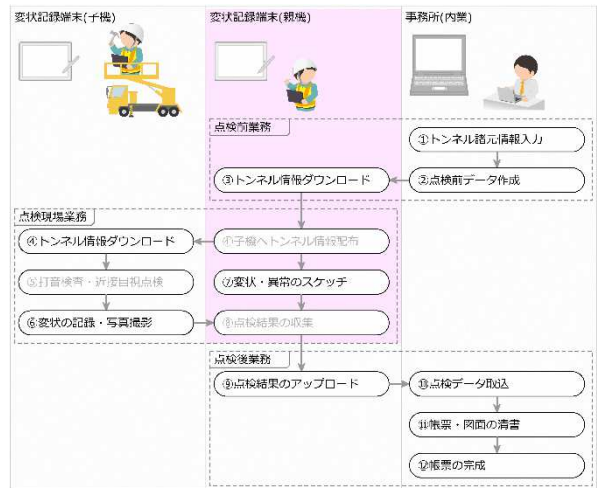 変状記録端末(子機)
変状記録端末(親機)
事務所(内業)
点検前業務
①トンネル諸元情報入力
③トンネル情報ダウンロード
②点検前データ作成
点検現場業務
④トンネル情報ダウンロード
④子機へトンネル情報配布
⑤打音検査・近接目視点検
⑦変状・異常のスケッチ
⑥変状の記録・写真撮影
⑧点検結果の収集
点検後業務
⑨点検結果のアップロード
⑩点検データ取込
⑪帳票・図面の清書
⑫帳票の完成